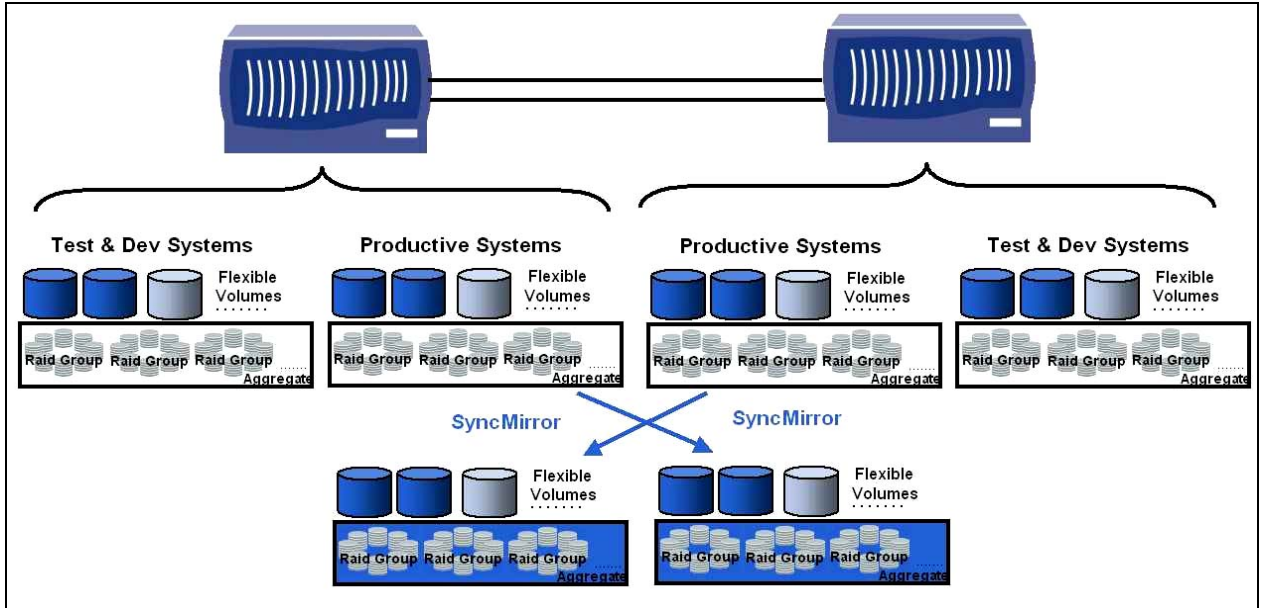 Test & Dev Systems
Productive Systems
Productive Systems
Test & Dev Systems
Flexible
Volumes
.......
Flexible
Volumes
.......
Flexible
Volumes
.......
Flexible
Volumes
.......
Raid Group
Raid Group
Raid Group
.......
Aggregate
Raid Group
Raid Group
Raid Group
.......
Aggregate
Raid Group
Raid Group
Raid Group
.......
Aggregate
Raid Group
Raid Group
Raid Group
.......
Aggregate
SyncMirror
SyncMirror
Flexible
Volumes
.......
Flexible
Volumes
.......
Raid Group
Raid Group
Raid Group
.......
Aggregate
Raid Group
Raid Group
Raid Group
.......
Aggregate